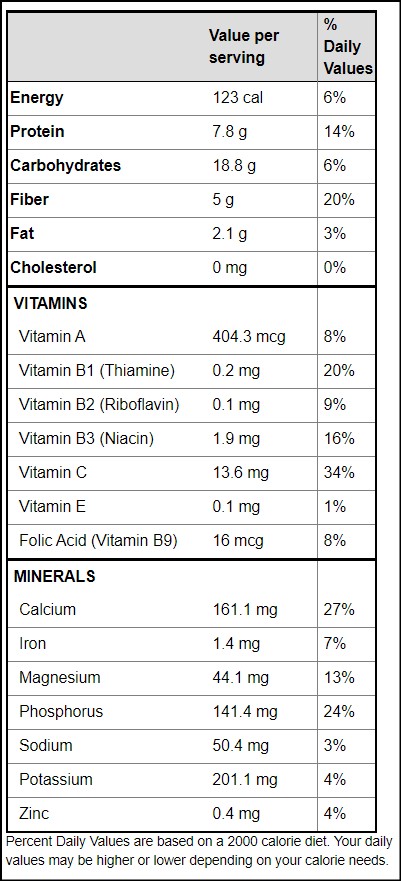 Value per serving % Daily Values
Energy 123 cal 6%
Protein 7.8 g 14%
Carbohydrates 18.8 g 6%
Fiber 5 g 20%
Fat 2.1 g 3%
Cholesterol 0 mg 0%
VITAMINS
Vitamin A 404.3 mcg 8%
Vitamin B1 (Thiamine) 0.2 mg 20%
Vitamin B2 (Riboflavin) 0.1 mg 9%
Vitamin B3 (Niacin) 1.9 mg 16%
Vitamin C 13.6 mg 34%
Vitamin E 0.1 mg 1%
Folic Acid (Vitamin B9) 16 mcg 8%
MINERALS
Calcium 161.1 mg 27%
Iron 1.4 mg 7%
Magnesium 44.1 mg 13%
Phosphorus 141.4 mg 24%
Sodium 50.4 mg 3%
Potassium 201.1 mg 4%
Zinc 0.4 mg 4%
Percent Daily Values are based on a 2000 calorie diet. Your daily
values may be higher or lower depending on your calorie needs.